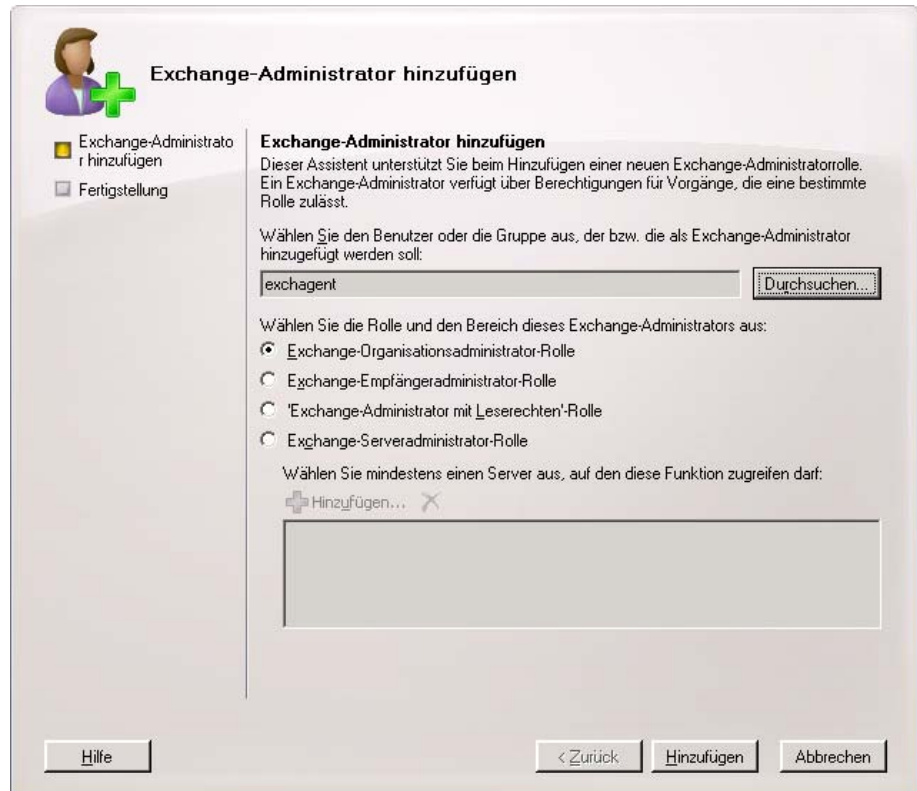 Exchange-Administrator hinzufügen
Exchange-Administrato
r hinzufügen
Fertigstellung
Exchange-Administrator hinzufügen
Dieser Assistent unterstützt Sie beim Hinzufügen einer neuen Exchange-Administratorrolle.
Ein Exchange-Administrator verfügt über Berechtigungen für Vorgänge, die eine bestimmte
Rolle zulässt.
Wählen Sie den Benutzer oder die Gruppe aus, der bzw. die als Exchange-Administrator
hinzugefügt werden soll:
exchagent
Durchsuchen...
Wählen Sie die Rolle und den Bereich dieses Exchange-Administrators aus:
Exchange-Organisationsadministrator-Rolle
Exchange-Empfängeradministrator-Rolle
'Exchange-Administrator mit Leserechten'-Rolle
Exchange-Serveradministrator-Rolle
Wählen Sie mindestens einen Server aus, auf den diese Funktion zugreifen darf:
Hinzufügen...
Hilfe
< Zurück
Hinzufügen
Abbrechen